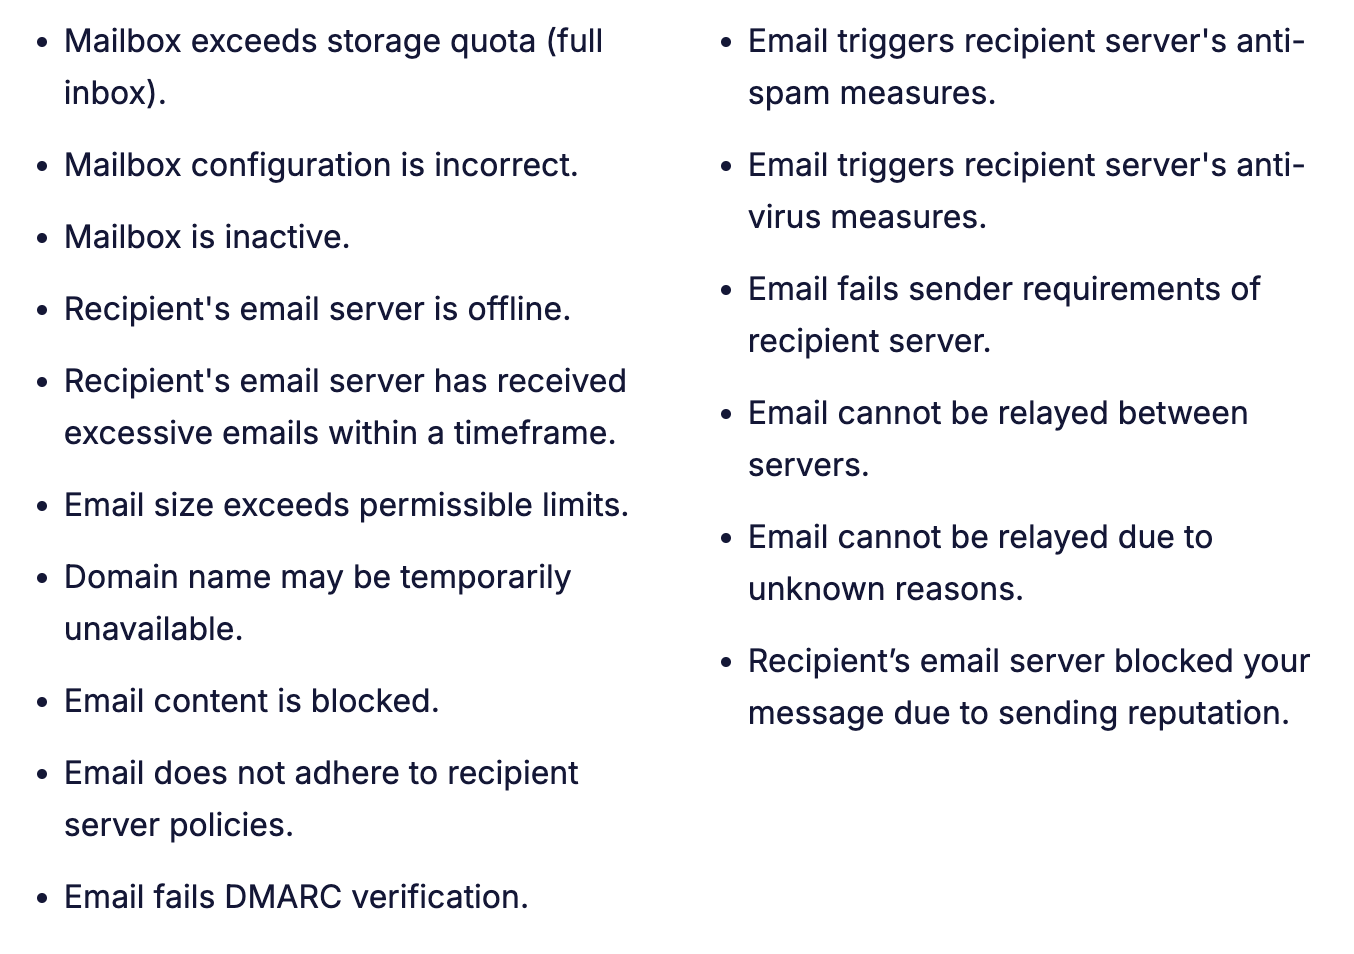 • Mailbox exceeds storage quota (full
inbox).
• Mailbox configuration is incorrect.
• Mailbox is inactive.
• Recipient's email server is offline.
• Recipient's email server has received
excessive emails within a timeframe.
• Email size exceeds permissible limits.
• Domain name may be temporarily
unavailable.
• Email content is blocked.
• Email does not adhere to recipient
server policies.
• Email fails DMARC verification.
• Email triggers recipient server's anti-
spam measures.
• Email triggers recipient server's anti-
virus measures.
• Email fails sender requirements of
recipient server.
• Email cannot be relayed between
servers.
• Email cannot be relayed due to
unknown reasons.
• Recipient’s email server blocked your
message due to sending reputation.